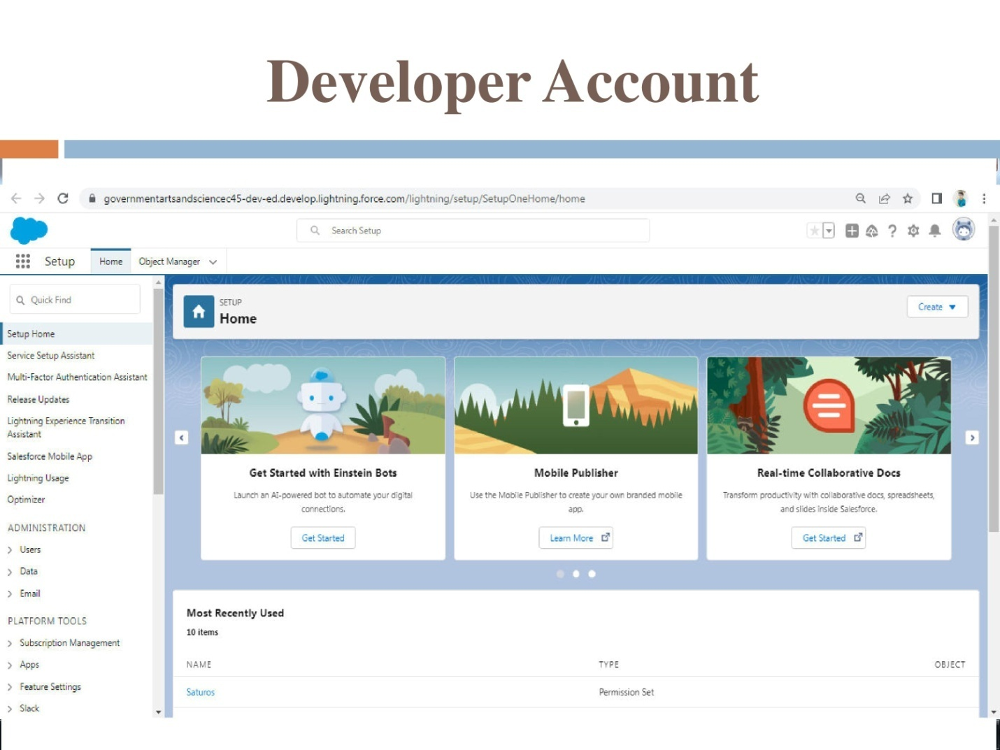 Developer Account
governmentartsandsciencec45-dev-ed.develop.lightning.force.com/lightning/setup/SetupOneHome/home
Search Setup
Setup
Home
Object Manager
Quick Find
Setup Home
Service Setup Assistant
Multi-Factor Authentication Assistant
Release Updates
Lightning Experience Transition
Assistant
Salesforce Mobile App
Lightning Usage
Optimizer
ADMINISTRATION
Users
Data
Email
PLATFORM TOOLS
Subscription Management
Apps
Feature Settings
Slack
SETUP
Home
Create
Get Started with Einstein Bots
Launch an AI-powered bot to automate your digital
connections.
Get Started
Mobile Publisher
Use the Mobile Publisher to create your own branded mobile
app.
Learn More
Real-time Collaborative Docs
Transform productivity with collaborative docs, spreadsheets,
and slides inside Salesforce.
Get Started
Most Recently Used
10 items
NAME TYPE OBJECT
Saturos Permission Set